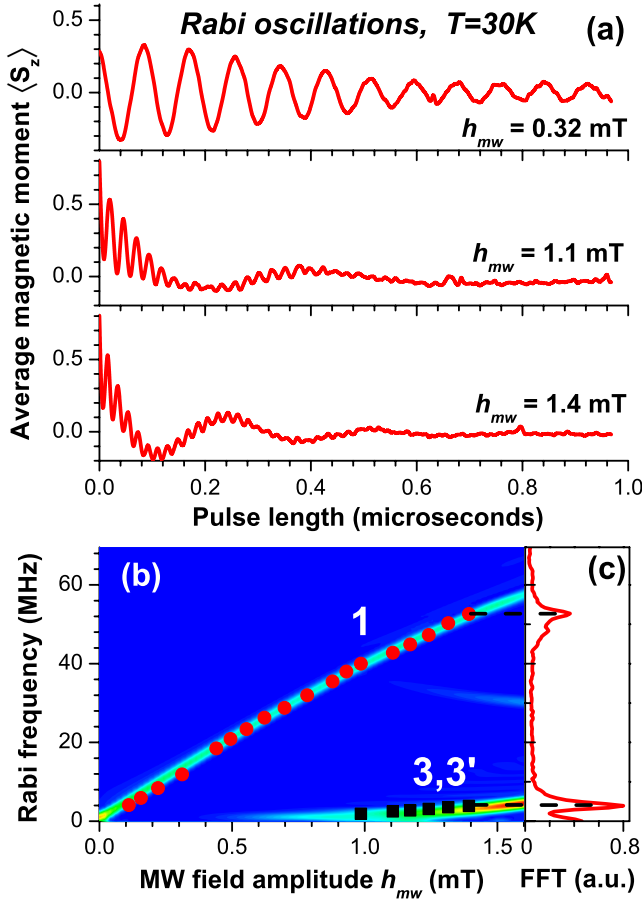 Rabi oscillations, T=30K
(a)
0.5
0.0
h_mw = 0.32 mT
0.5
0.0
h_mw = 1.1 mT
0.5
0.0
h_mw = 1.4 mT
Average magnetic moment ⟨S_z⟩
0.0 0.2 0.4 0.6 0.8 1.0
Pulse length (microseconds)
(b)
(c)
60
40
20
0
1
3,3'
Rabi frequency (MHz)
0.0 0.5 1.0 1.5
0.8
MW field amplitude h_mw (mT)
FFT (a.u.)